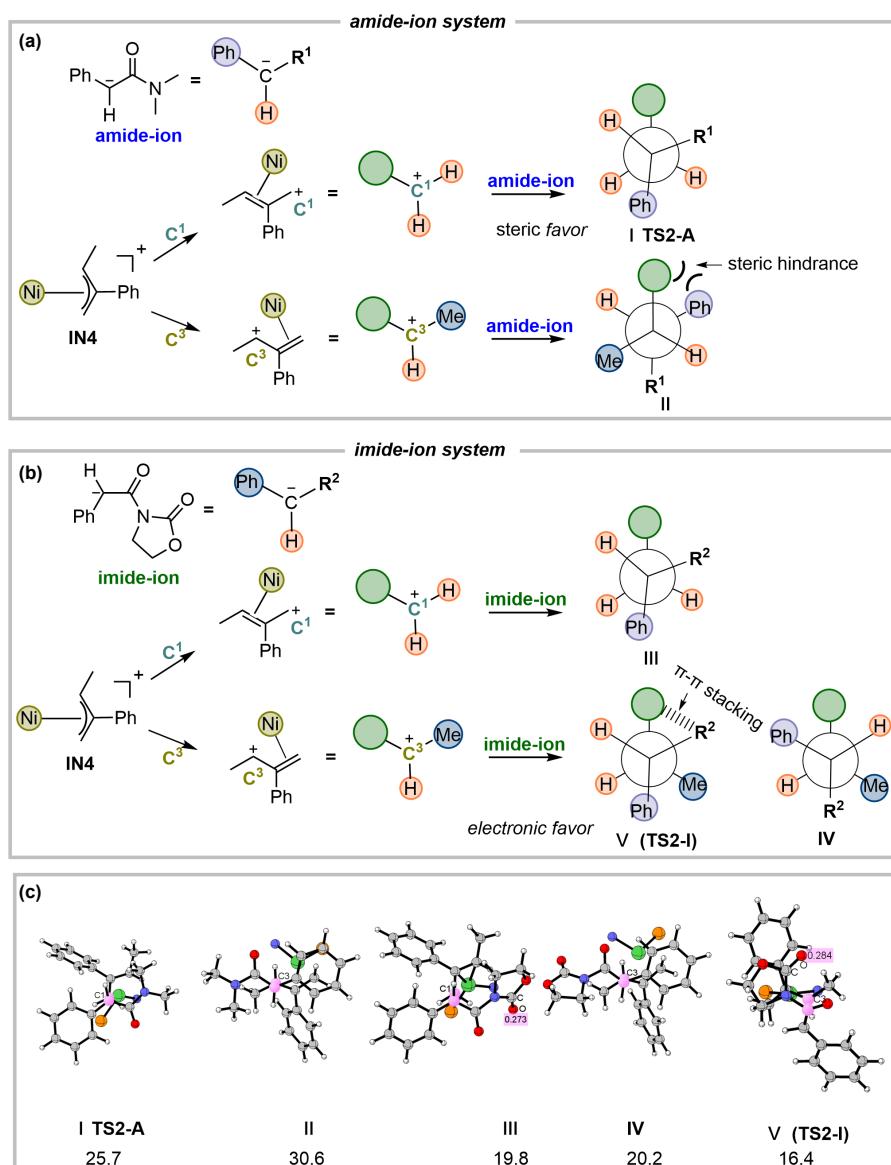 amide-ion system
(a)
Ph
O
N
H
=
Ph
R¹
C
–
H
amide-ion
Ni
+
C¹
Ph
=
C¹
+
H
H
amide-ion
steric favor
H
R¹
H
H
Ph
I TS2-A
C¹
Ni
Ph
+
IN4
C³
Ni
+
C³
Ph
=
+
C³
Me
H
amide-ion
steric hindrance
H
Ph
H
Me
R¹
II
imide-ion system
(b)
H
O
O
Ph
N
O
=
Ph
–
C
R²
H
imide-ion
Ni
+
C¹
Ph
=
+
C¹
H
H
imide-ion
H
R²
H
H
Ph
III
C¹
Ni
Ph
+
IN4
C³
Ni
+
C³
Ph
=
+
C³
Me
H
imide-ion
electronic favor
π-π stacking
H
R²
H
Me
Ph
V (TS2-I)
Ph
H
H
Me
R²
IV
(c)
C1
C3
C1
C
O
0.273
C3
0.284
O
C
I TS2-A
II
III
IV
V (TS2-I)
25.7
30.6
19.8
20.2
16.4